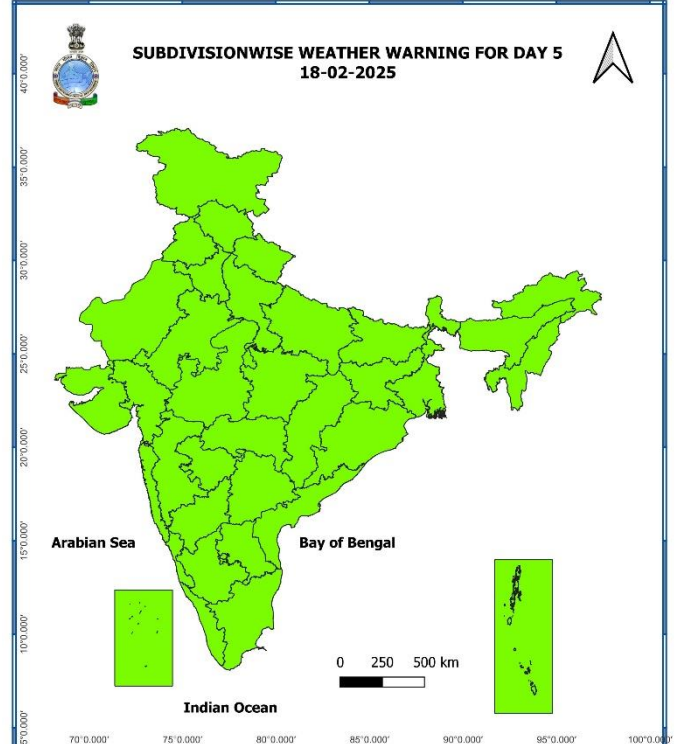 SUBDIVISIONWISE WEATHER WARNING FOR DAY 5
18-02-2025
40°0.000'
35°0.000'
30°0.000'
25°0.000'
20°0.000'
15°0.000'
10°0.000'
5°0.000'
Arabian Sea
Bay of Bengal
0 250 500 km
Indian Ocean
70°0.000' 75°0.000' 80°0.000' 85°0.000' 90°0.000' 95°0.000' 100°0.000'